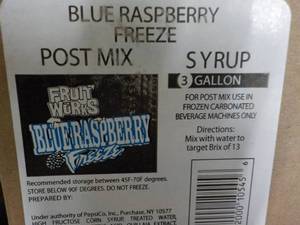 BLUE RASPBERRY
FREEZE
POST MIX SYRUP
3 GALLON
FRUIT
WORKS
BLUE RASPBERRY
FREEZE
FOR POST MIX USE IN
FROZEN CARBONATED
BEVERAGE MACHINES ONLY
Directions:
Mix with water to
target Brix of 13
Recommended storage between 45F-70F degrees.
STORE BELOW 90F DEGREES. DO NOT FREEZE.
PREPARED BY:
Under authority of PepsiCo, Inc., Purchase, NY 10577
HIGH FRUCTOSE CORN SYRUP, TREATED WATER,
2000 10545 6